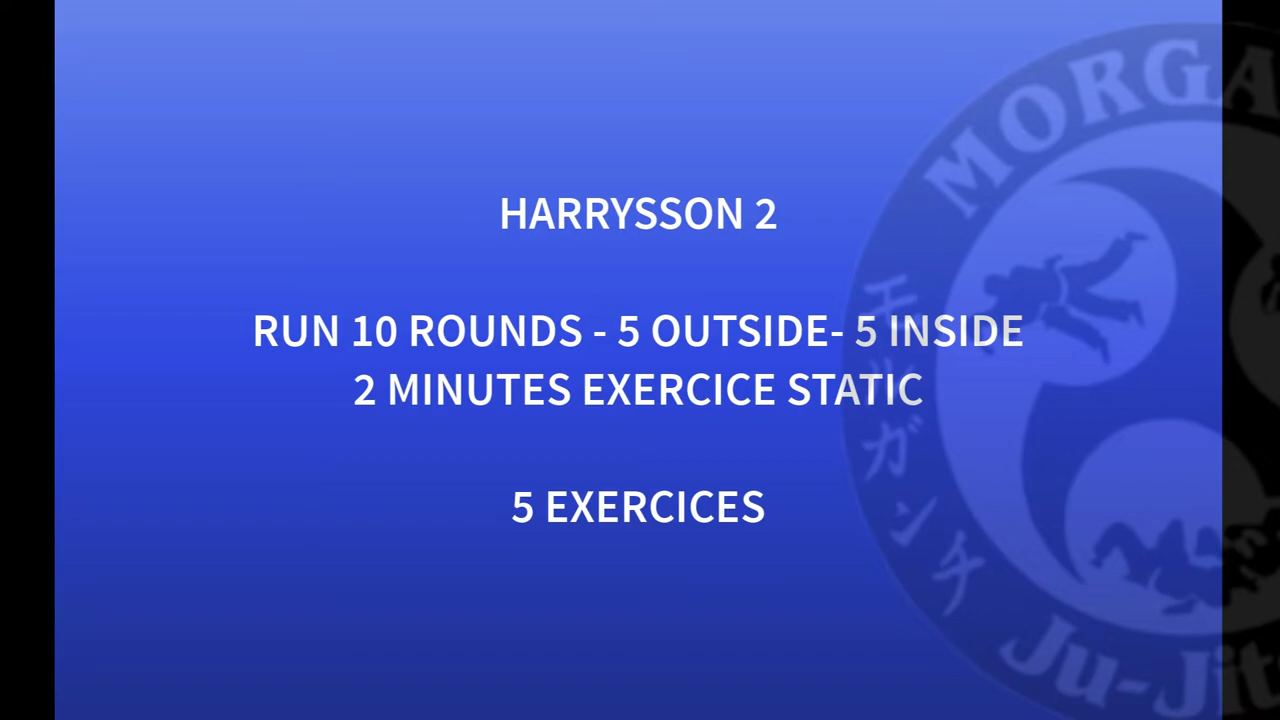 HARRYSSON 2
RUN 10 ROUNDS - 5 OUTSIDE- 5 INSIDE
2 MINUTES EXERCICE STATIC
5 EXERCICES
MORGA
Ju-Jit